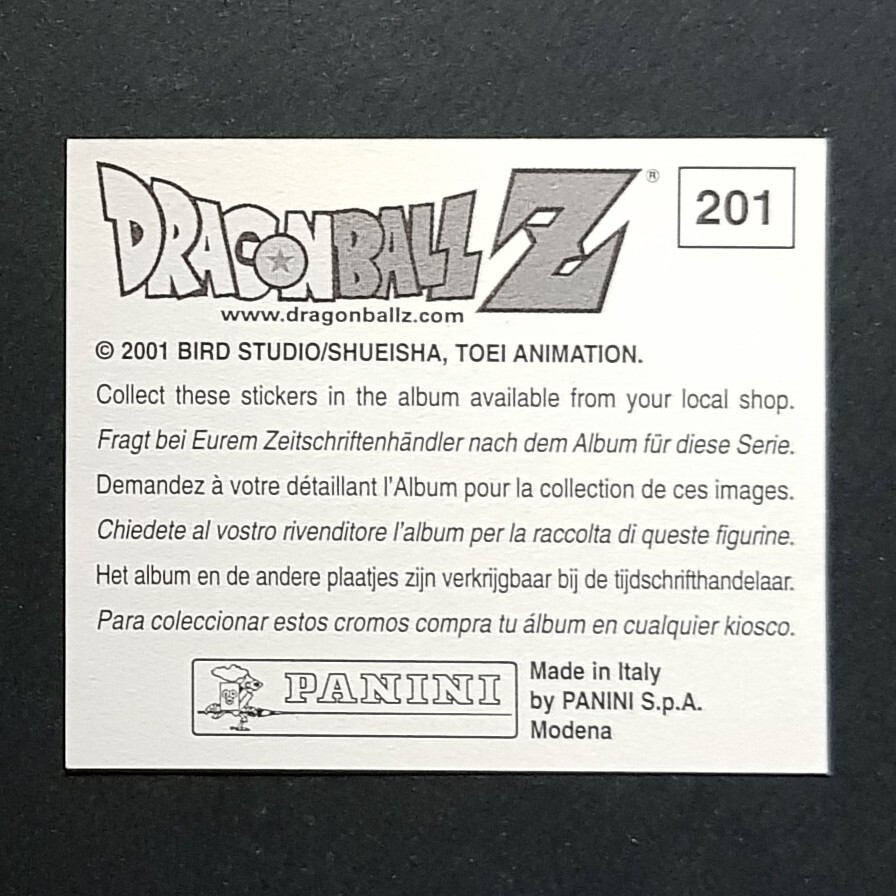 DRAGONBALL Z ®
201
www.dragonballz.com
© 2001 BIRD STUDIO/SHUEISHA, TOEI ANIMATION.
Collect these stickers in the album available from your local shop.
Fragt bei Eurem Zeitschriftenhändler nach dem Album für diese Serie.
Demandez à votre détaillant l'Album pour la collection de ces images.
Chiedete al vostro rivenditore l'album per la raccolta di queste figurine.
Het album en de andere plaatjes zijn verkrijgbaar bij de tijdschrifthandelaar.
Para coleccionar estos cromos compra tu álbum en cualquier kiosco.
PANINI
Made in Italy
by PANINI S.p.A.
Modena